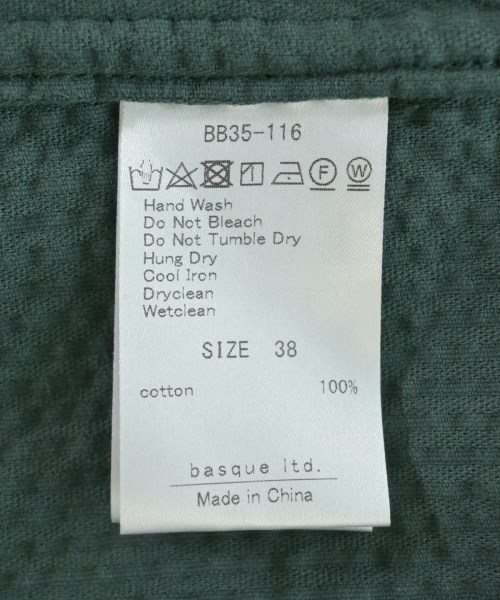 BB35-116
F W
Hand Wash
Do Not Bleach
Do Not Tumble Dry
Hung Dry
Cool Iron
Dryclean
Wetclean
SIZE 38
cotton 100%
basque ltd.
Made in China